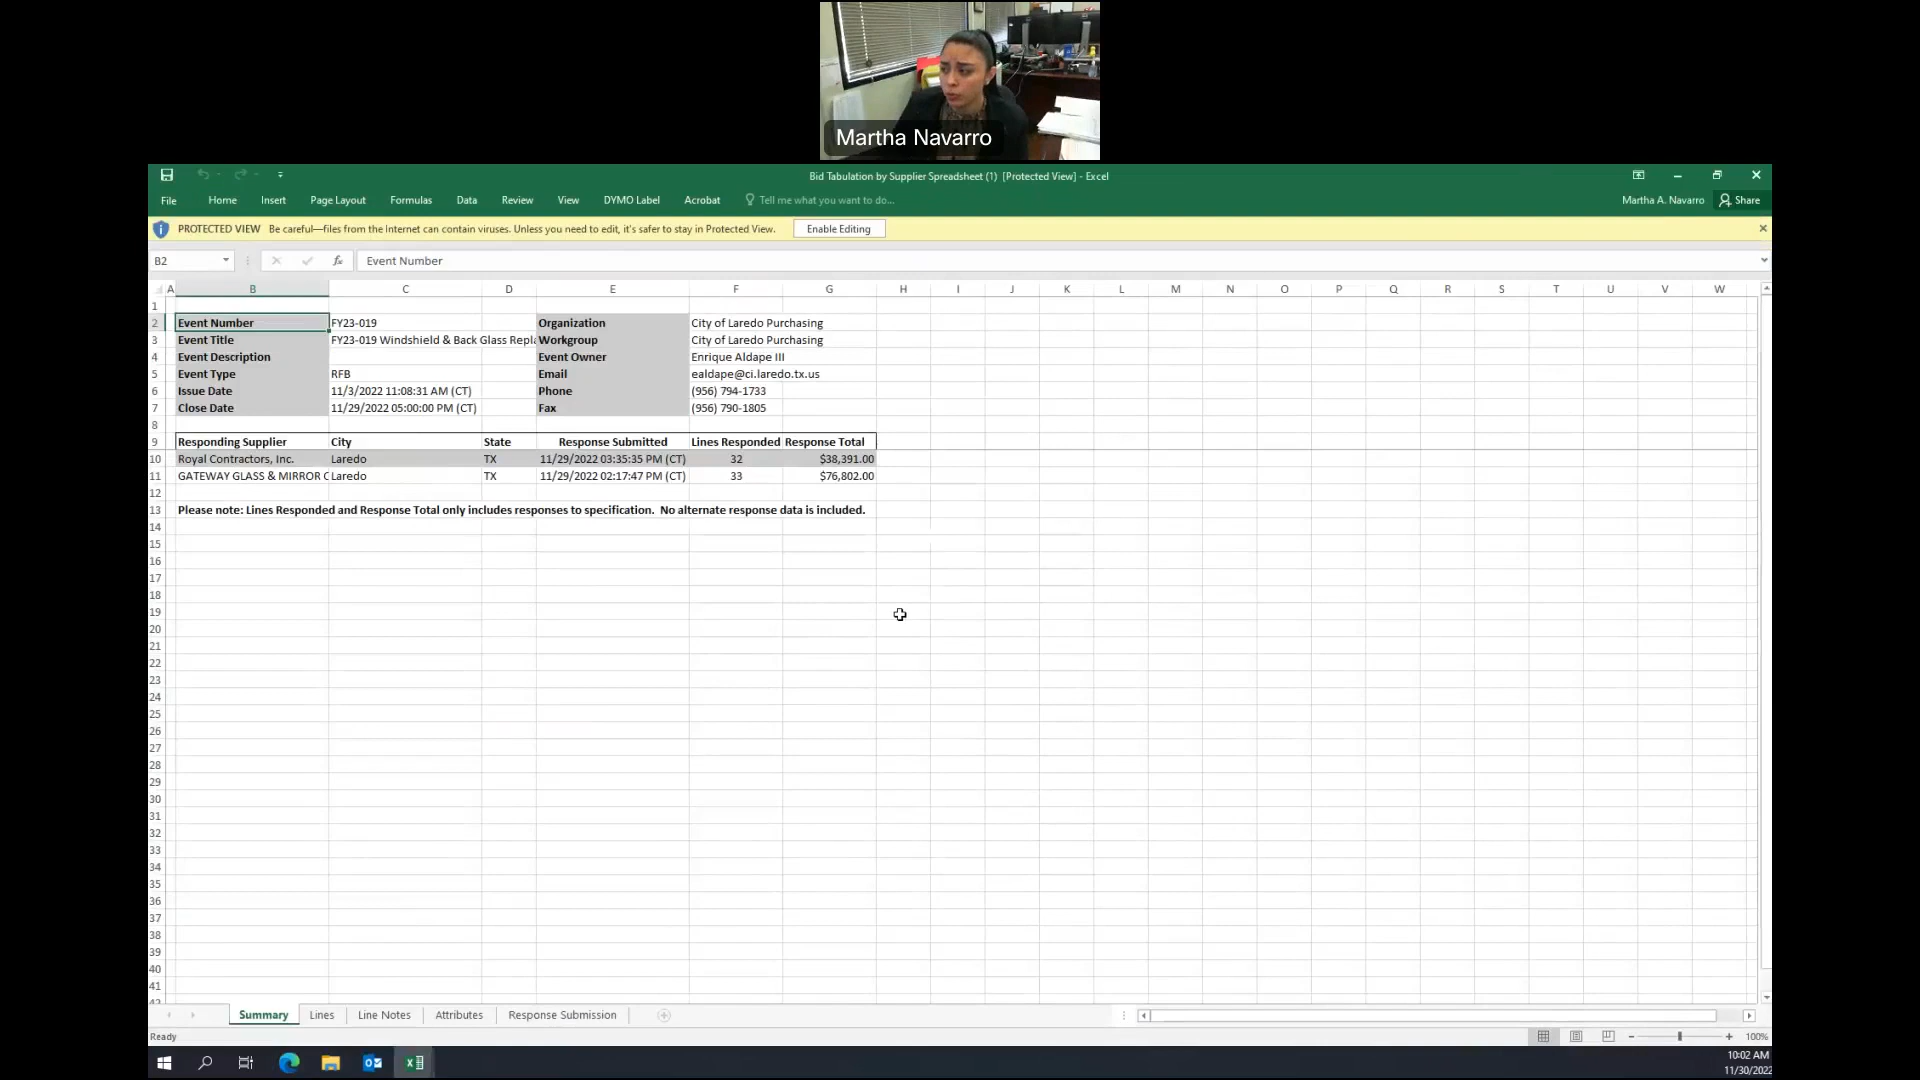 Martha Navarro
Bid Tabulation by Supplier Spreadsheet (1) [Protected View] - Excel
File Home Insert Page Layout Formulas Data Review View DYMO Label Acrobat Tell me what you want to do... Martha A. Navarro Share
PROTECTED VIEW Be careful—files from the Internet can contain viruses. Unless you need to edit, it's safer to stay in Protected View. Enable Editing
B2 fx Event Number
A B C D E F G H I J K L M N O P Q R S T U V W
1
2 Event Number FY23-019 Organization City of Laredo Purchasing
3 Event Title FY23-019 Windshield & Back Glass Repla Workgroup City of Laredo Purchasing
4 Event Description Event Owner Enrique Aldape III
5 Event Type RFB Email ealdape@ci.laredo.tx.us
6 Issue Date 11/3/2022 11:08:31 AM (CT) Phone (956) 794-1733
7 Close Date 11/29/2022 05:00:00 PM (CT) Fax (956) 790-1805
8
9 Responding Supplier City State Response Submitted Lines Responded Response Total
10 Royal Contractors, Inc. Laredo TX 11/29/2022 03:35:35 PM (CT) 32 $38,391.00
11 GATEWAY GLASS & MIRROR C Laredo TX 11/29/2022 02:17:47 PM (CT) 33 $76,802.00
12
13 Please note: Lines Responded and Response Total only includes responses to specification. No alternate response data is included.
14
15
16
17
18
19
20
21
22
23
24
25
26
27
28
29
30
31
32
33
34
35
36
37
38
39
40
41
42
Summary Lines Line Notes Attributes Response Submission
Ready 100%
10:02 AM
11/30/2022